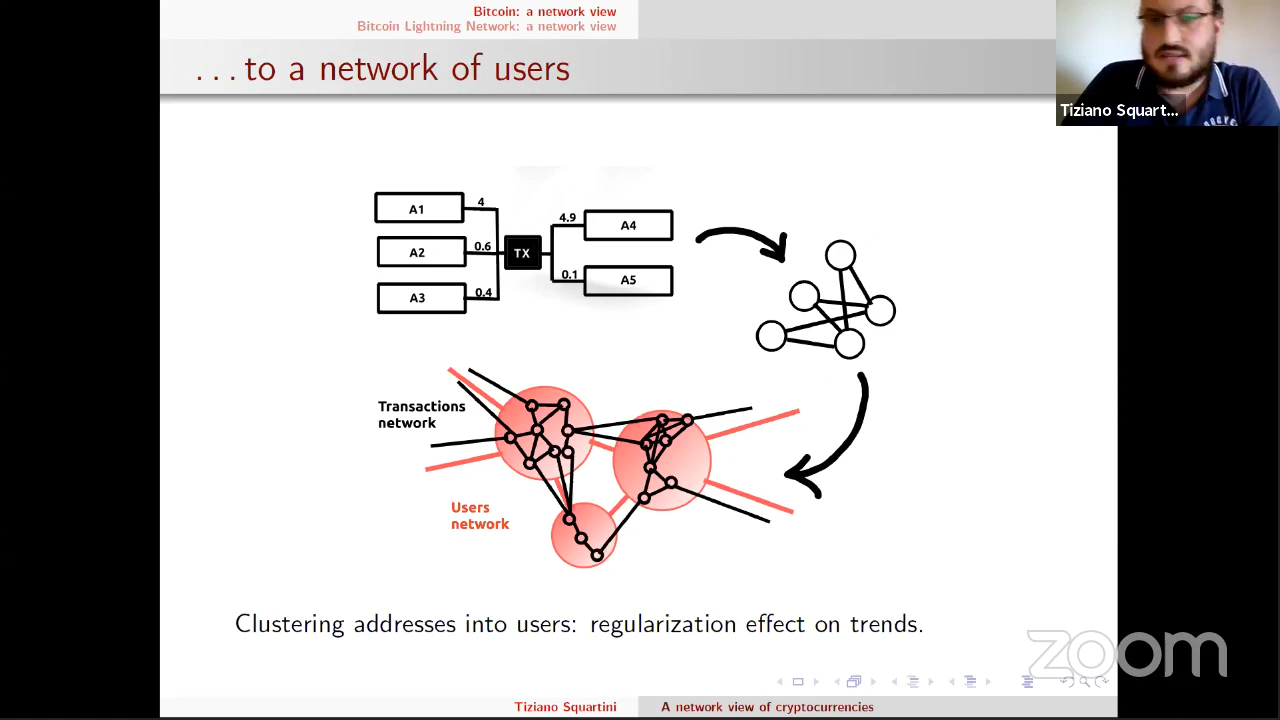 Bitcoin: a network view
Bitcoin Lightning Network: a network view
. . . to a network of users
Tiziano Squart...
A1
4
A2
0.6
A3
0.4
TX
4.9
A4
0.1
A5
Transactions
network
Users
network
Clustering addresses into users: regularization effect on trends.
zoom
Tiziano Squartini
A network view of cryptocurrencies